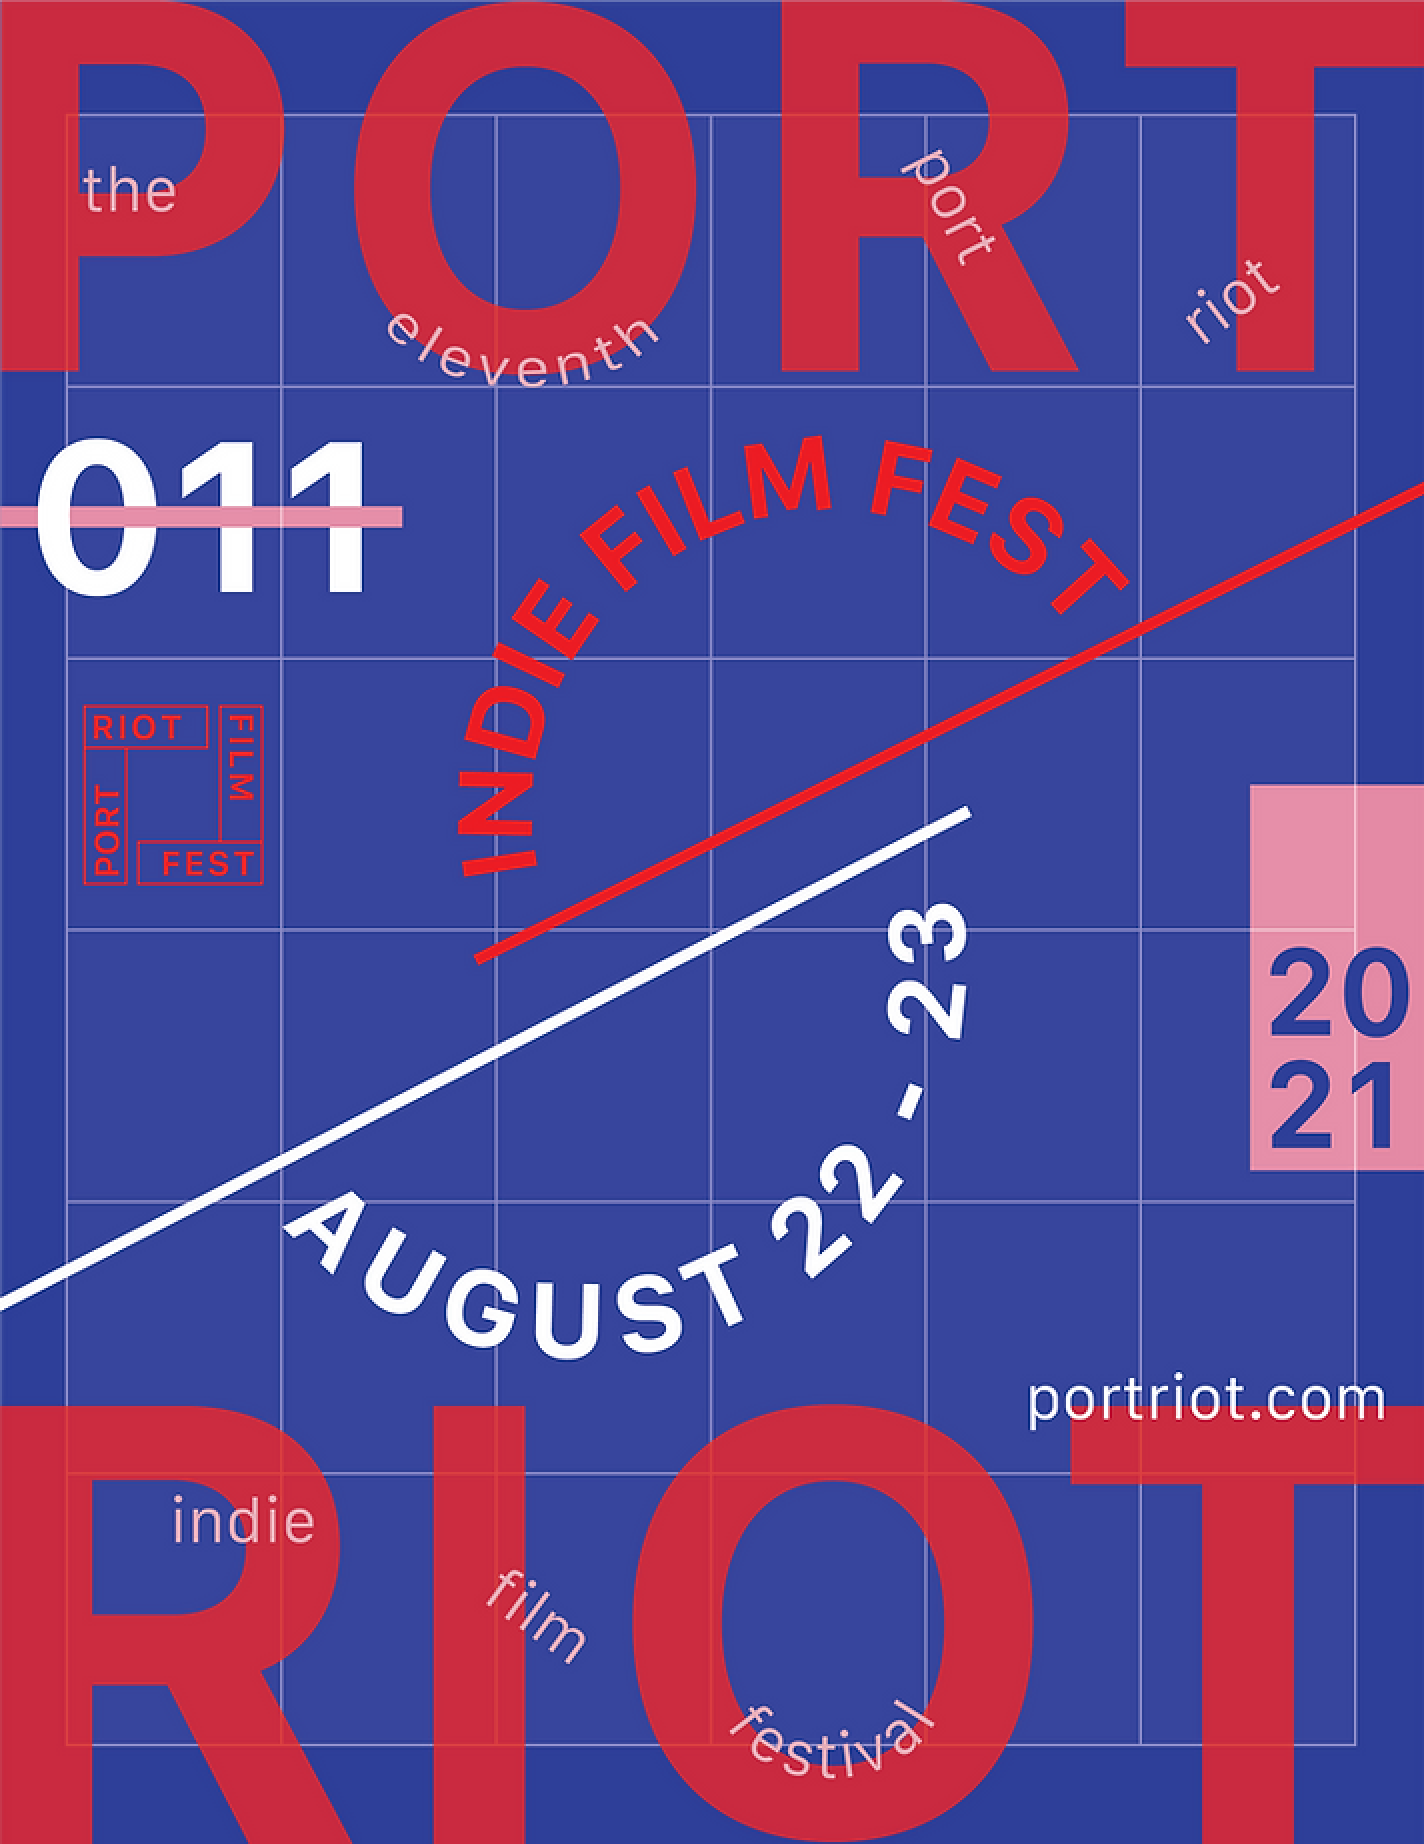 PORT
the
eleventh
port
riot
011
INDIE FILM FEST
RIOT
FILM
PORT
FEST
20
21
AUGUST 22 - 23
portriot.com
RIOT
indie
film
festival